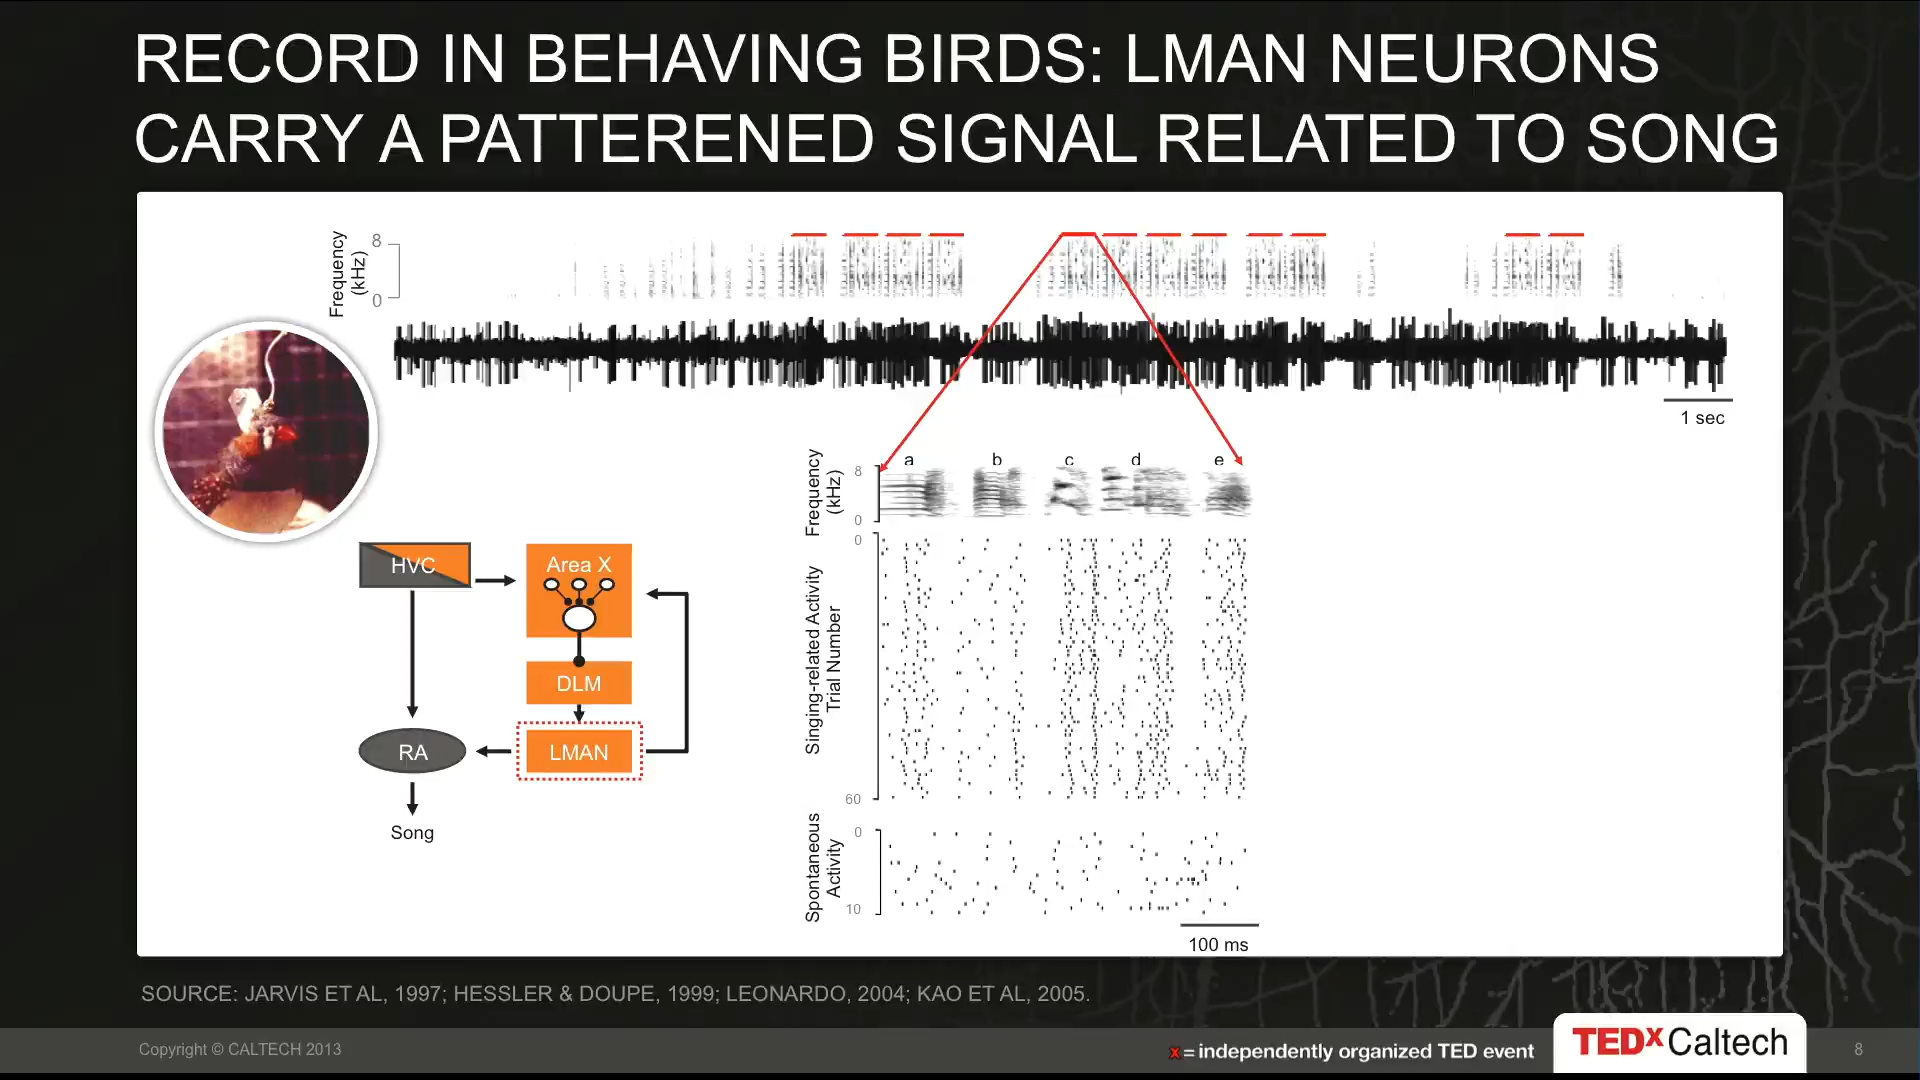 RECORD IN BEHAVING BIRDS: LMAN NEURONS
CARRY A PATTERENED SIGNAL RELATED TO SONG
Frequency
(kHz)
8
0
1 sec
a b c d e
Frequency
(kHz)
8
0
HVC
Area X
DLM
LMAN
RA
Song
Singing-related Activity
Trial Number
0
60
Spontaneous
Activity
0
10
100 ms
SOURCE: JARVIS ET AL, 1997; HESSLER & DOUPE, 1999; LEONARDO, 2004; KAO ET AL, 2005.
Copyright © CALTECH 2013
x = independently organized TED event
TEDx Caltech
8